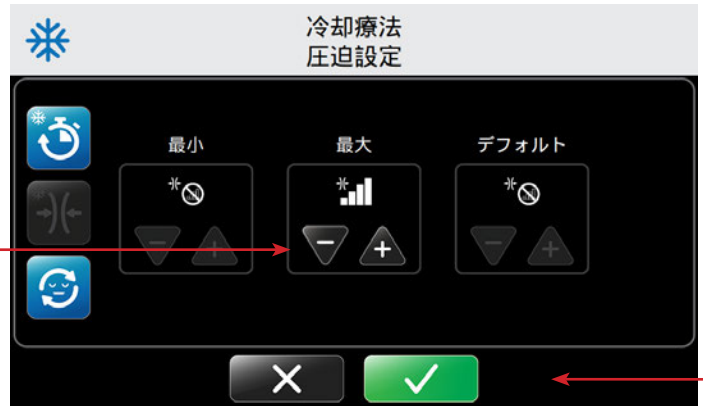 冷却療法
圧迫設定
最小
最大
デフォルト